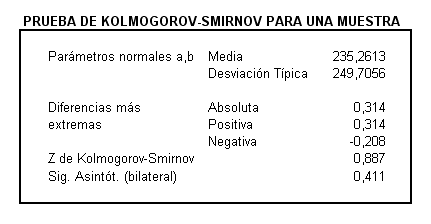 PRUEBA DE KOLMOGOROV-SMIRNOV PARA UNA MUESTRA
Parámetros normales a,b Media 235,2613
Desviación Típica 249,7056
Diferencias más Absoluta 0,314
extremas Positiva 0,314
Negativa -0,208
Z de Kolmogorov-Smirnov 0,887
Sig. Asintót. (bilateral) 0,411